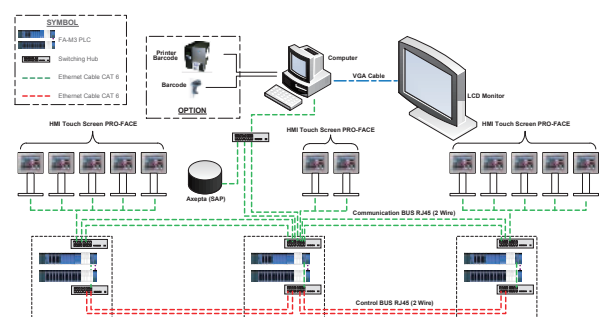 SYMBOL
FA-M3 PLC
Switching Hub
Ethernet Cable CAT 6
Ethernet Cable CAT 6
Printer
Barcode
Barcode
OPTION
Computer
VGA Cable
LCD Monitor
HMI Touch Screen PRO-FACE
HMI Touch Screen PRO-FACE
HMI Touch Screen PRO-FACE
Axepta (SAP)
Communication BUS RJ45 (2 Wire)
Control BUS RJ45 (2 Wire)